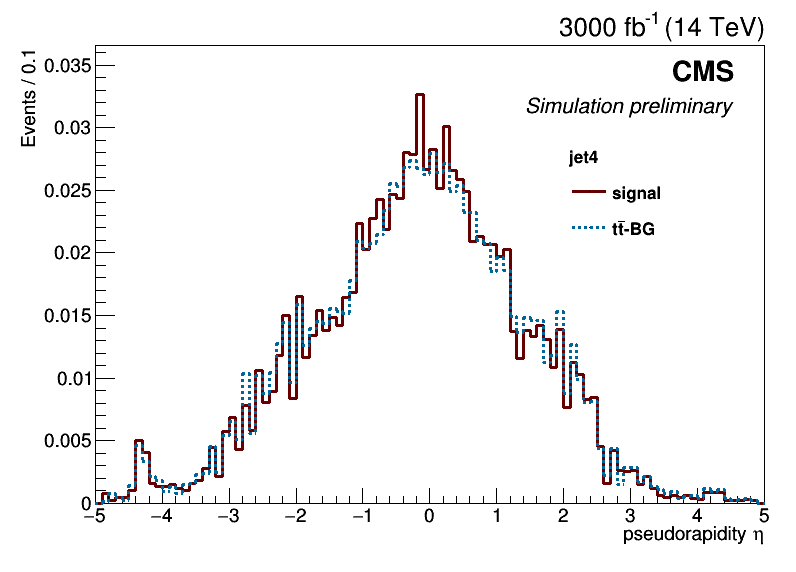 3000 fb⁻¹ (14 TeV)
Events / 0.1
0.035
0.03
0.025
0.02
0.015
0.01
0.005
0
CMS
Simulation preliminary
jet4
signal
tt̄-BG
−5 −4 −3 −2 −1 0 1 2 3 4 5
pseudorapidity η